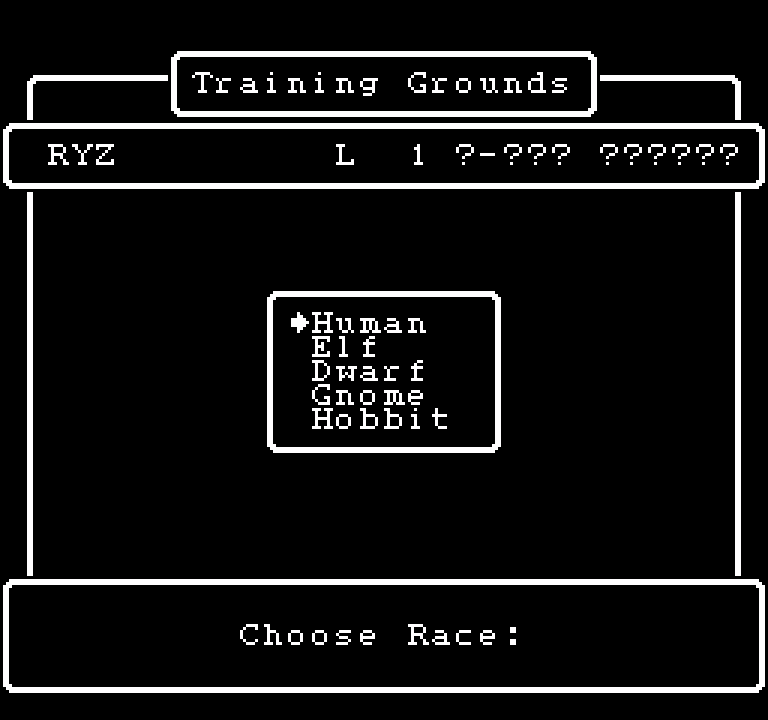 Training Grounds
RYZ L 1 ?-??? ??????
Human
Elf
Dwarf
Gnome
Hobbit
Choose Race: